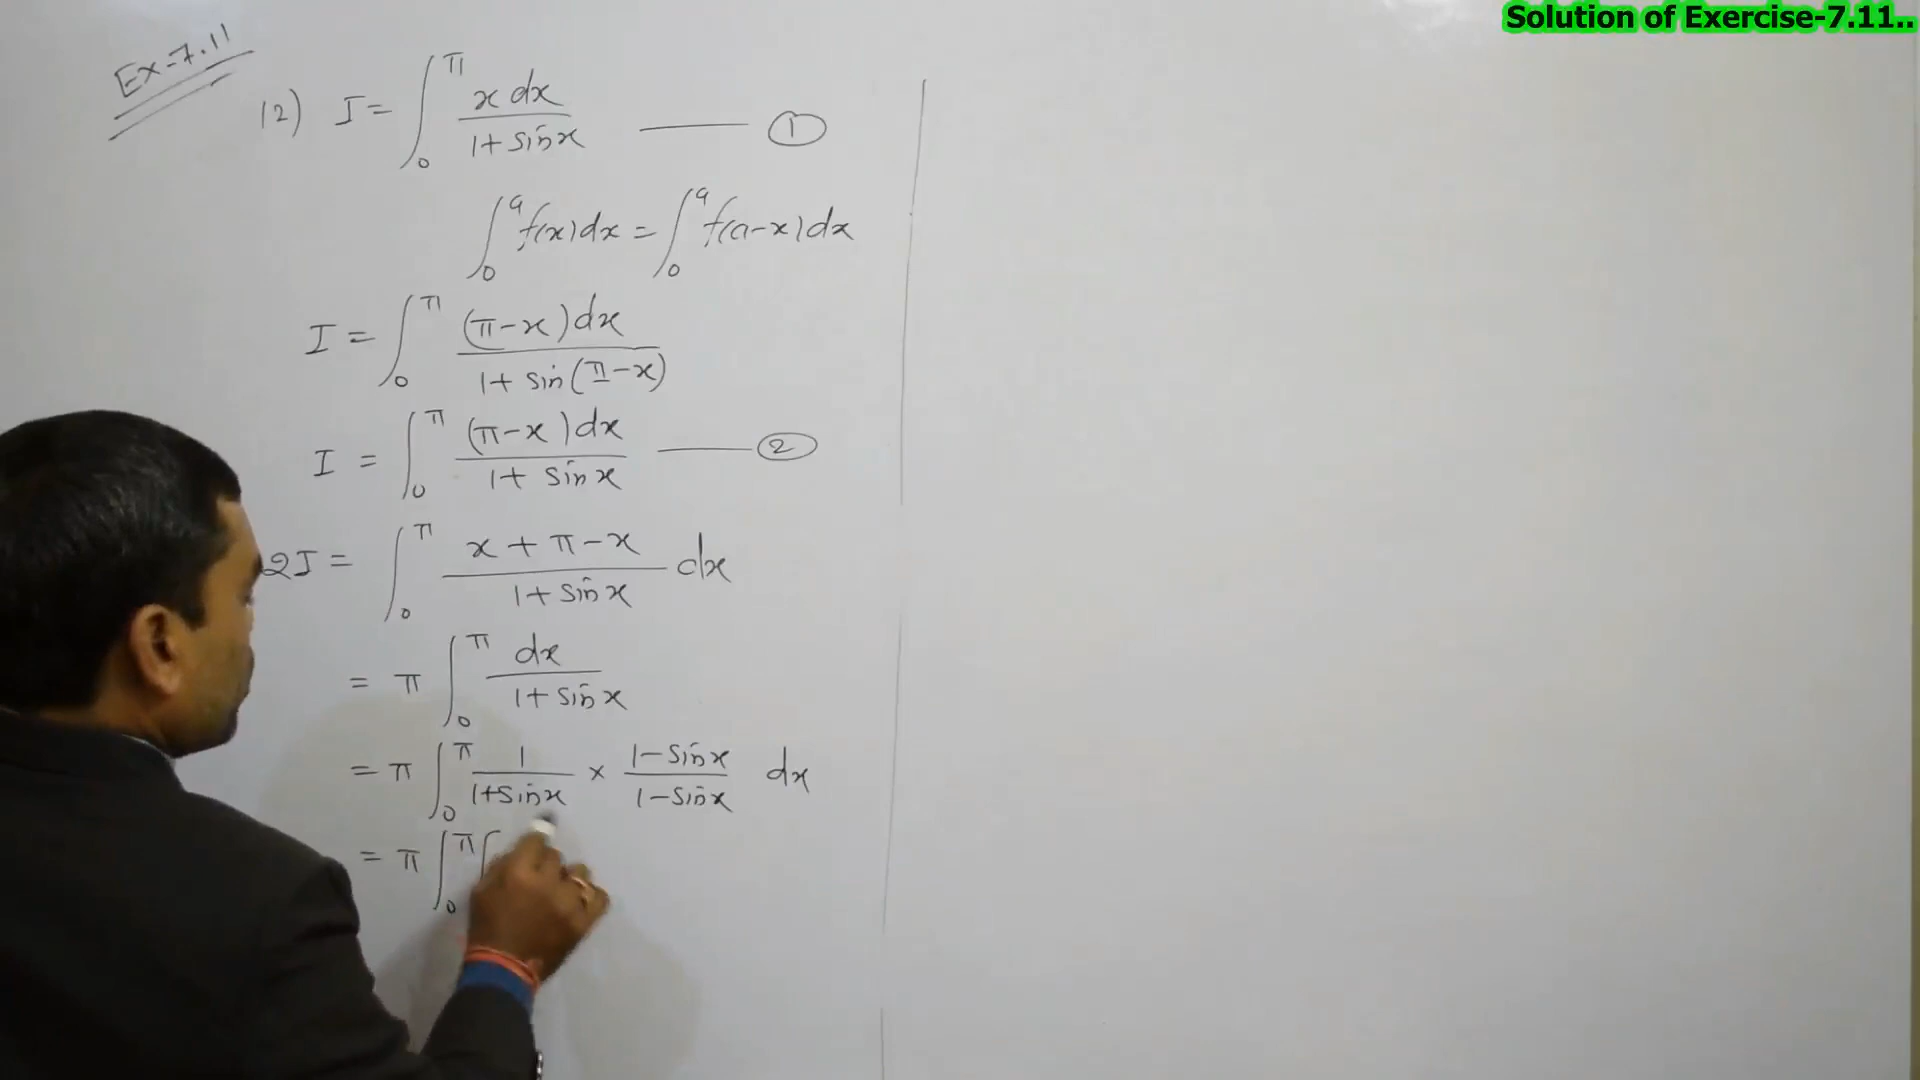 Solution of Exercise-7.11..
Ex-7.11
12) I = ∫₀^π x dx / (1 + sin x) —— ①
∫₀^a f(x) dx = ∫₀^a f(a-x) dx
I = ∫₀^π (π-x) dx / (1 + sin(π-x))
I = ∫₀^π (π-x) dx / (1 + sin x) —— ②
2I = ∫₀^π (x + π - x) / (1 + sin x) dx
= π ∫₀^π dx / (1 + sin x)
= π ∫₀^π 1 / (1 + sin x) × (1 - sin x) / (1 - sin x) dx
= π ∫₀^π